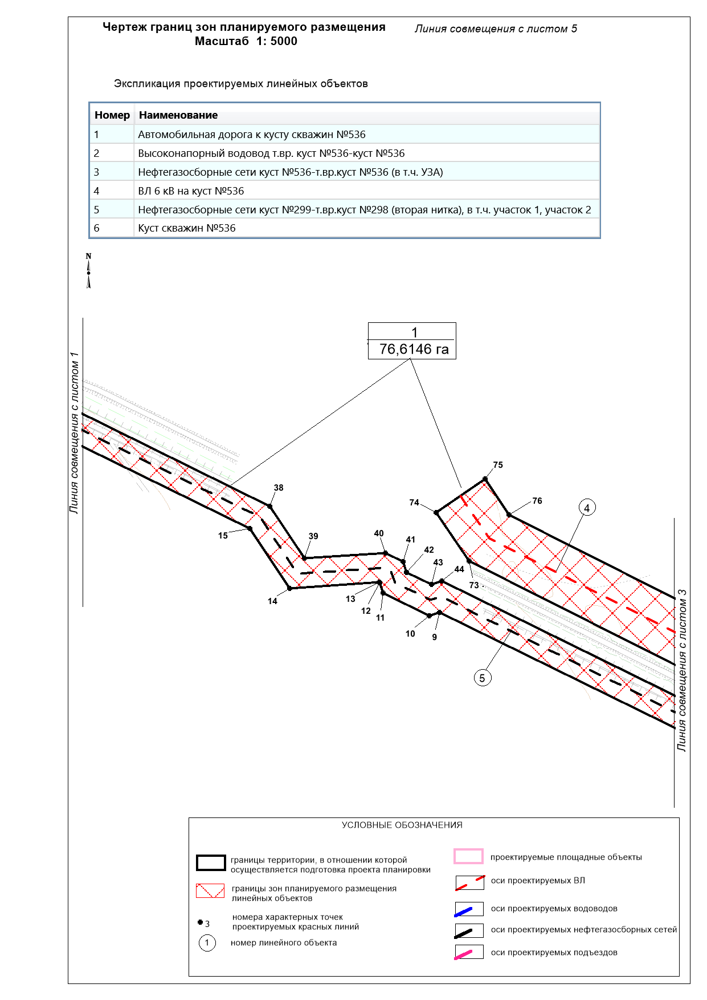 Чертеж границ зон планируемого размещения
Масштаб 1: 5000
Линия совмещения с листом 5
Экспликация проектируемых линейных объектов
Номер Наименование
1 Автомобильная дорога к кусту скважин №536
2 Высоконапорный водовод т.вр. куст №536-куст №536
3 Нефтегазосборные сети куст №536-т.вр.куст №536 (в т.ч. УЗА)
4 ВЛ 6 кВ на куст №536
5 Нефтегазосборные сети куст №299-т.вр.куст №298 (вторая нитка), в т.ч. участок 1, участок 2
6 Куст скважин №536
N
1
76,6146 га
Линия совмещения с листом 1
75
38
74
76
4
15
39
40
41
42
43
44
73
14
13
12
11
10
9
5
Линия совмещения с листом 3
УСЛОВНЫЕ ОБОЗНАЧЕНИЯ
границы территории, в отношении которой
осуществляется подготовка проекта планировки
границы зон планируемого размещения
линейных объектов
3
номера характерных точек
проектируемых красных линий
1
номер линейного объекта
проектируемые площадные объекты
оси проектируемых ВЛ
оси проектируемых водоводов
оси проектируемых нефтегазосборных сетей
оси проектируемых подъездов